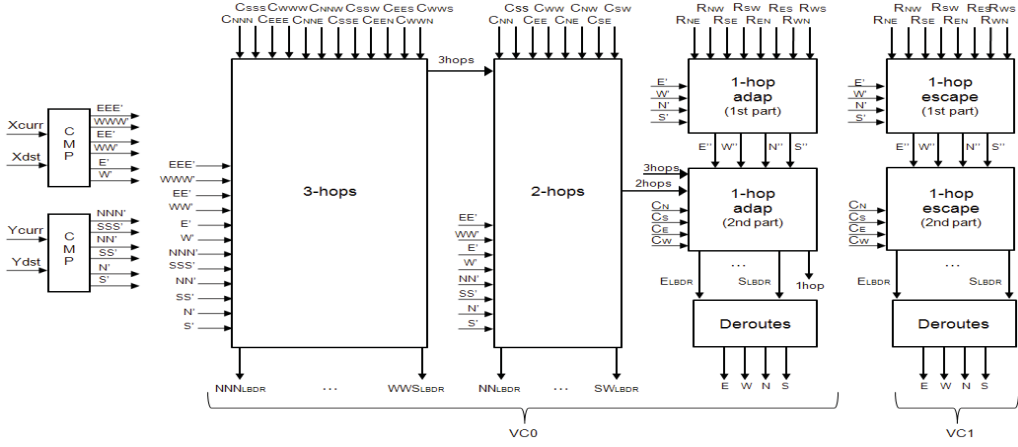 CSSS CWWW CNNW CSSW CEES CWWS
CNNN CEEE CNNE CSSE CEEN CWWN
CSS CWW CNW CSW
CNN CEE CNE CSE
RNW RSW RES RWS
RNE RSE REN RWN
RNW RSW RES RWS
RNE RSE REN RWN
3hops
Xcurr
Xdst
CMP
EEE'
WWW'
EE'
WW'
E'
W'
Ycurr
Ydst
CMP
NNN'
SSS'
NN'
SS'
N'
S'
EEE'
WWW'
EE'
WW'
E'
W'
NNN'
SSS'
NN'
SS'
N'
S'
3-hops
EE'
WW'
E'
W'
NN'
SS'
N'
S'
2-hops
E'
W'
N'
S'
1-hop
adap
(1st part)
E'' W'' N'' S''
3hops
2hops
CN
CS
CE
CW
1-hop
adap
(2nd part)
ELBDR ... SLBDR 1hop
Deroutes
E W N S
E'
W'
N'
S'
1-hop
escape
(1st part)
E'' W'' N'' S''
CN
CS
CE
CW
1-hop
escape
(2nd part)
ELBDR ... SLBDR
Deroutes
E W N S
NNNLBDR ... WWSLBDR
NNLBDR ... SWLBDR
VC0
VC1